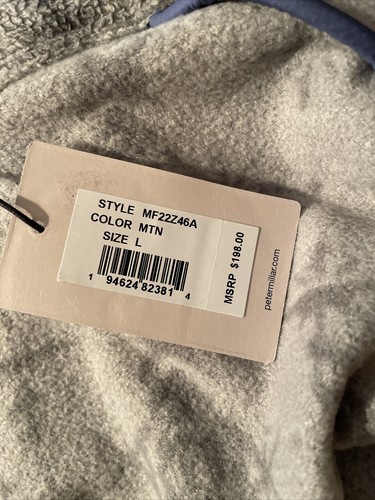 STYLE MF22Z46A
COLOR MTN
SIZE L
1 94624 82381 4
MSRP $198.00
petermillar.com